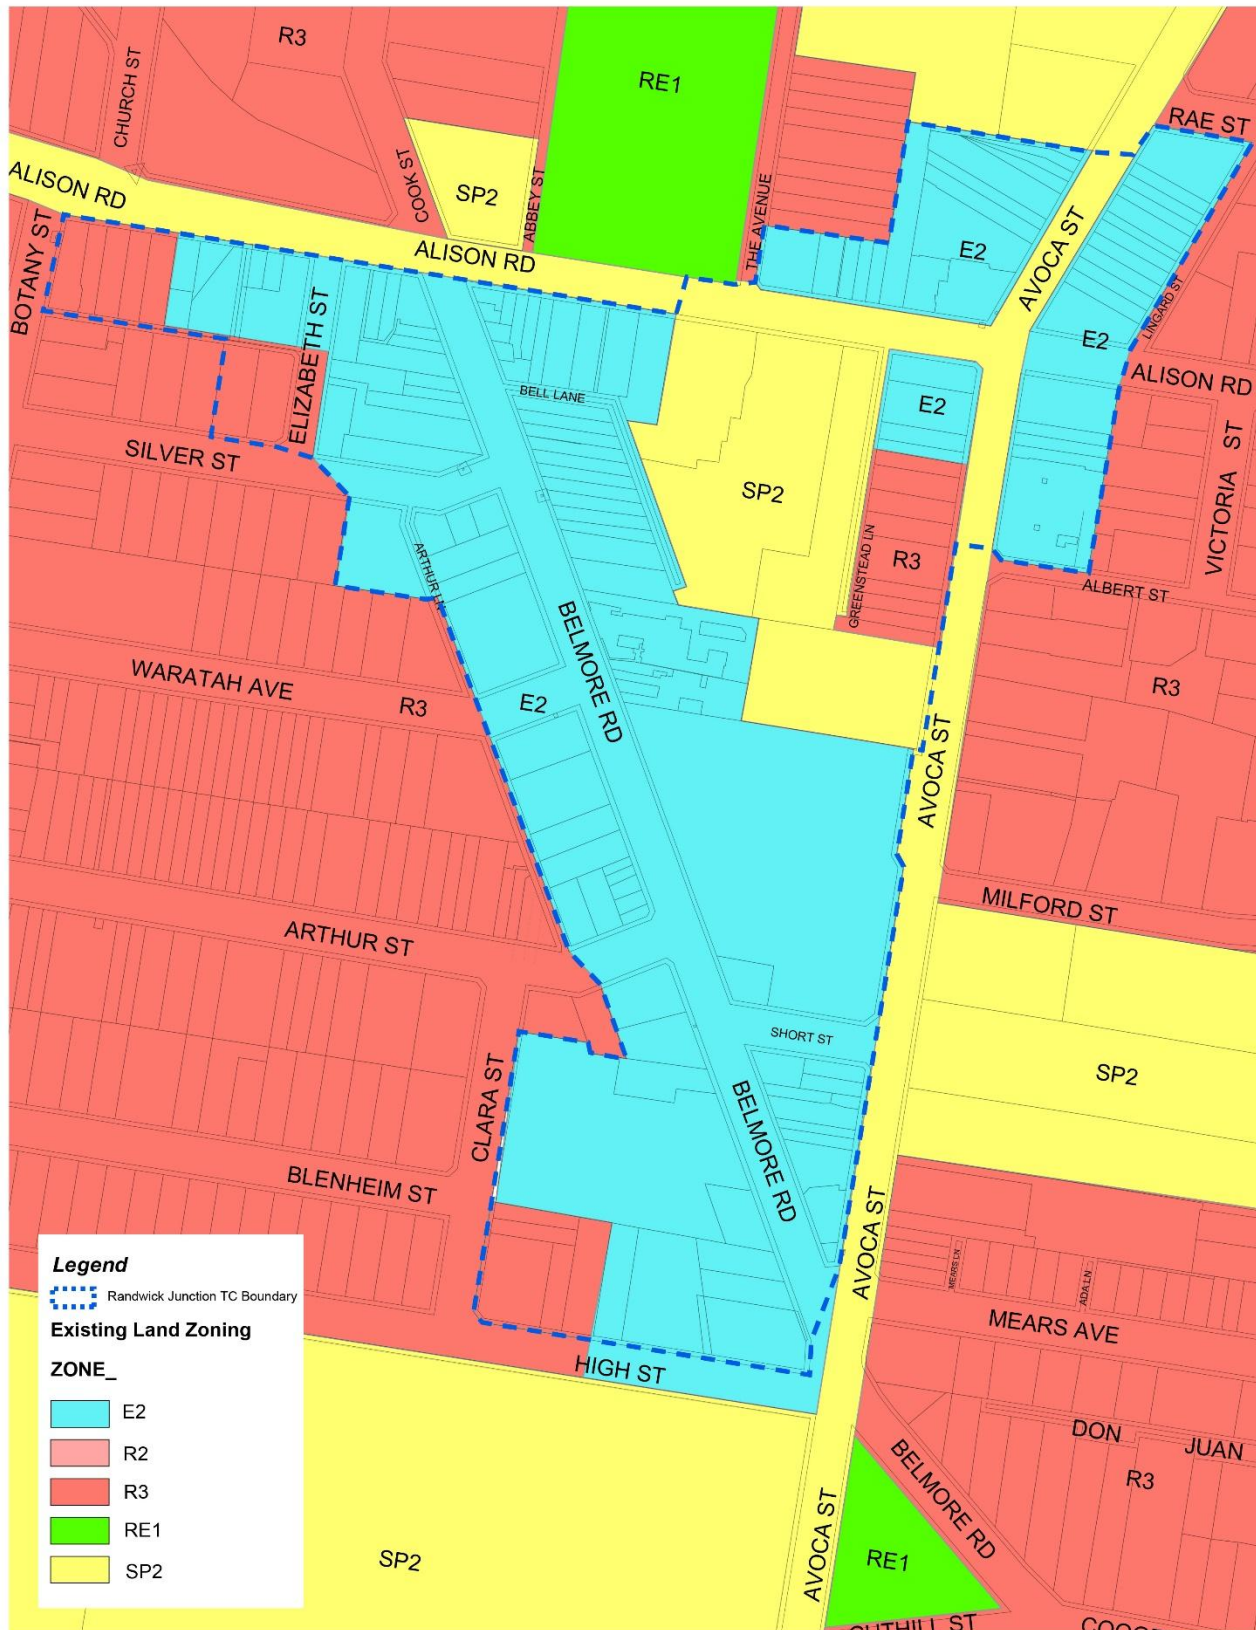 R3
RE1
CHURCH ST
RAE ST
COOK ST
SP2
ABBEY ST
THE AVENUE
ALISON RD
ALISON RD
E2
AVOCA ST
BOTANY ST
ELIZABETH ST
LINGARD ST
E2
ALISON RD
BELL LANE
E2
SILVER ST
SP2
VICTORIA ST
GREENSTEAD LN
R3
ARTHUR LN
ALBERT ST
BELMORE RD
WARATAH AVE
R3
E2
R3
AVOCA ST
MILFORD ST
ARTHUR ST
SHORT ST
SP2
CLARA ST
BELMORE RD
BLENHEIM ST
AVOCA ST
MEARS LN
ADA LN
MEARS AVE
HIGH ST
DON JUAN
R3
BELMORE RD
AVOCA ST
RE1
SP2
Legend
Randwick Junction TC Boundary
Existing Land Zoning
ZONE_
E2
R2
R3
RE1
SP2